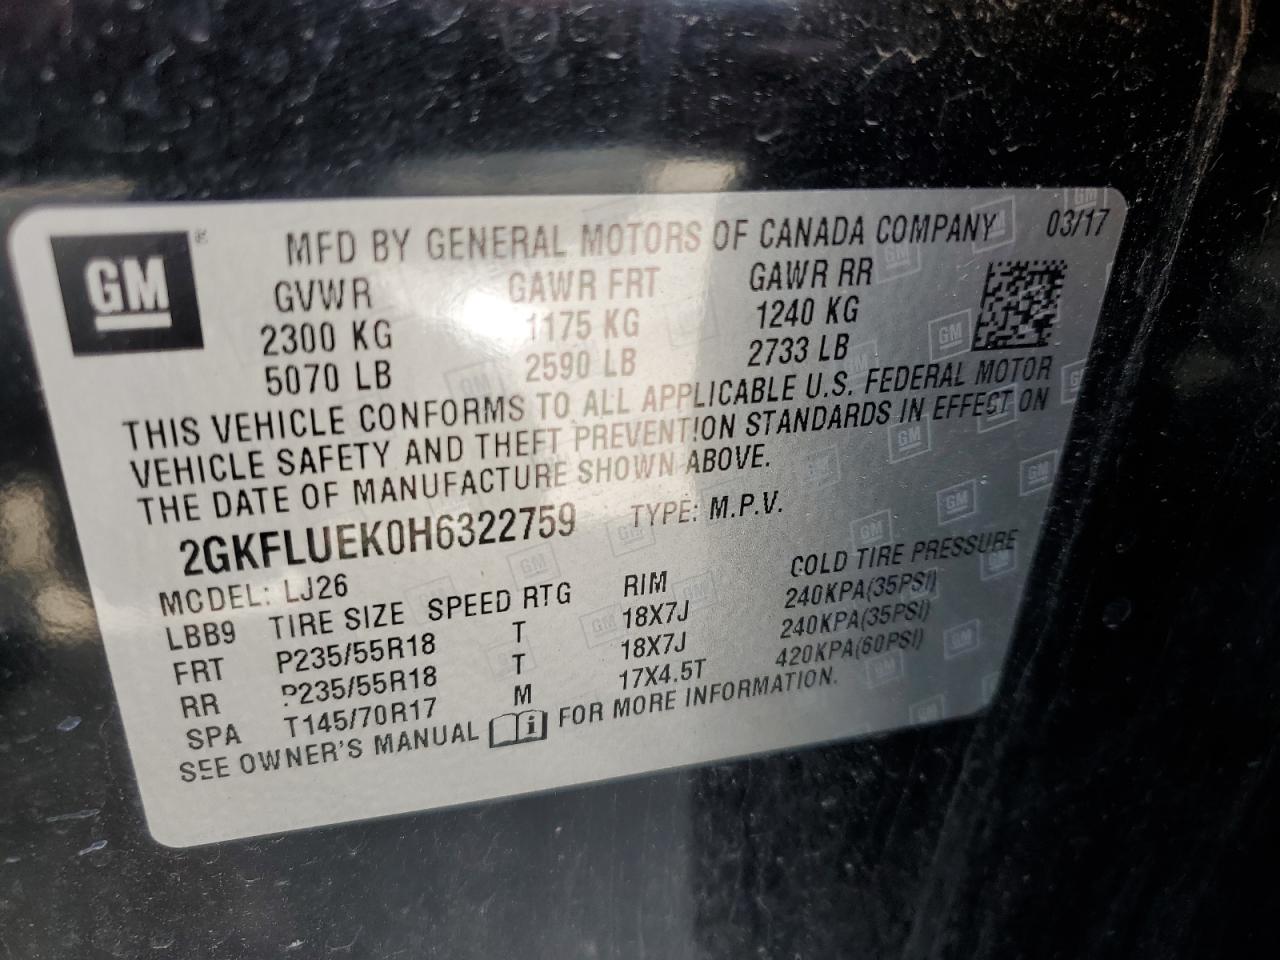 GM ®
MFD BY GENERAL MOTORS OF CANADA COMPANY 03/17
GVWR GAWR FRT GAWR RR
2300 KG 1175 KG 1240 KG
5070 LB 2590 LB 2733 LB
THIS VEHICLE CONFORMS TO ALL APPLICABLE U.S. FEDERAL MOTOR
VEHICLE SAFETY AND THEFT PREVENTION STANDARDS IN EFFECT ON
THE DATE OF MANUFACTURE SHOWN ABOVE.
2GKFLUEK0H6322759 TYPE: M.P.V.
MODEL: LJ26
LBB9 TIRE SIZE SPEED RTG RIM COLD TIRE PRESSURE
FRT P235/55R18 T 18X7J 240KPA(35PSI)
RR P235/55R18 T 18X7J 240KPA(35PSI)
SPA T145/70R17 M 17X4.5T 420KPA(60PSI)
SEE OWNER'S MANUAL i FOR MORE INFORMATION.